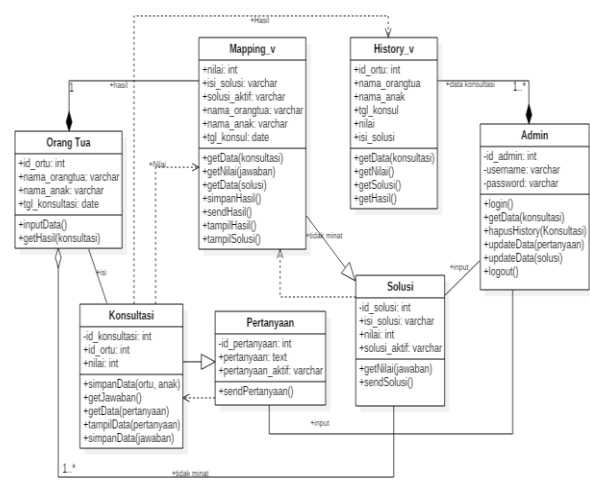 +Hasil
Mapping_v
+nilai: int
+isi_solusi: varchar
+solusi_aktif: varchar
+nama_orangtua: varchar
+nama_anak: varchar
+tgl_konsul: date
+getData(konsultasi)
+getNilai(jawaban)
+getData(solusi)
+simpanHasil()
+sendHasil()
+tampilHasil()
+tampilSolusi()
History_v
+id_ortu: int
+nama_orangtua
+nama_anak
+tgl_konsul
+nilai
+isi_solusi
+getData(konsultasi)
+getNilai()
+getSolusi()
+getHasil()
1
+hasil
+data konsultasi
1..*
Orang Tua
+id_ortu: int
+nama_orangtua: varchar
+nama_anak: varchar
+tgl_konsultasi: date
+inputData()
+getHasil(konsultasi)
+Nilai
Admin
-id_admin: int
-username: varchar
-password: varchar
+login()
+getData(konsultasi)
+hapusHistory(Konsultasi)
+updateData(pertanyaan)
+updateData(solusi)
+logout()
+tidak minat
+isi
+input
Konsultasi
-id_konsultasi: int
+id_ortu: int
+nilai: int
+simpanData(ortu, anak)
+getJawaban()
+getData(pertanyaan)
+tampilData(pertanyaan)
+simpanData(jawaban)
Pertanyaan
-id_pertanyaan: int
+pertanyaan: text
+pertanyaan_aktif: varchar
+sendPertanyaan()
Solusi
-id_solusi: int
+isi_solusi: varchar
+nilai: int
+solusi_aktif: varchar
+getNilai(jawaban)
+sendSolusi()
+input
1..*
+tidak minat